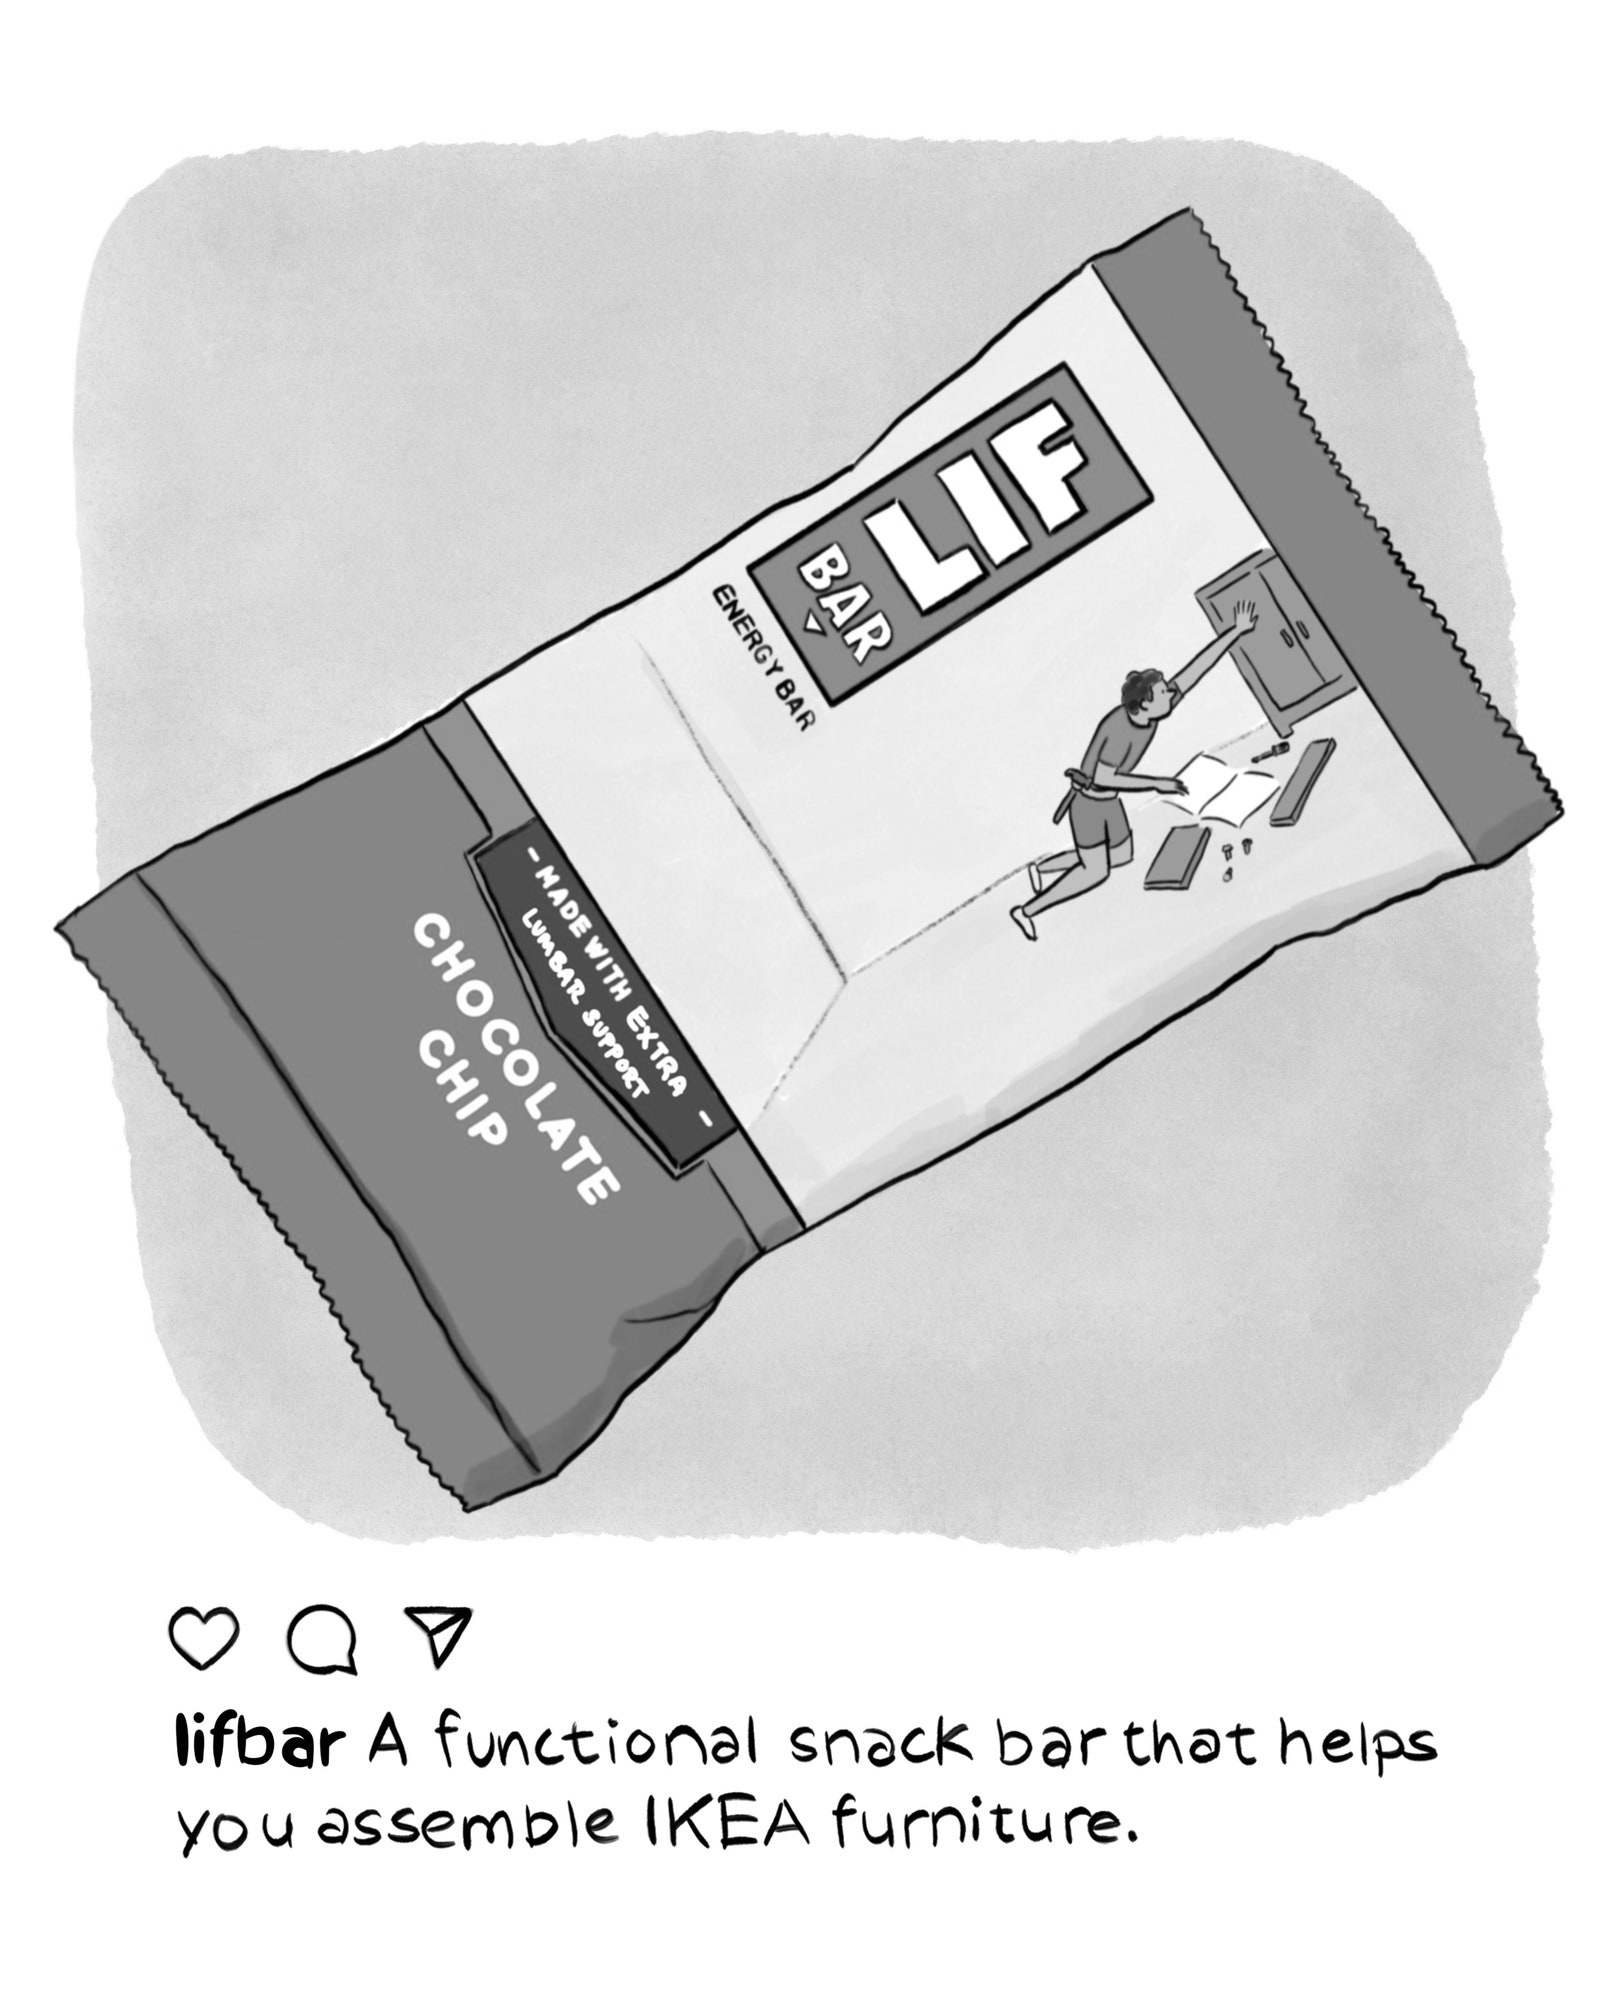 LIF
BAR
ENERGY BAR
- MADE WITH EXTRA -
LUMBAR SUPPORT
CHOCOLATE
CHIP
lifbar A functional snack bar that helps
you assemble IKEA furniture.